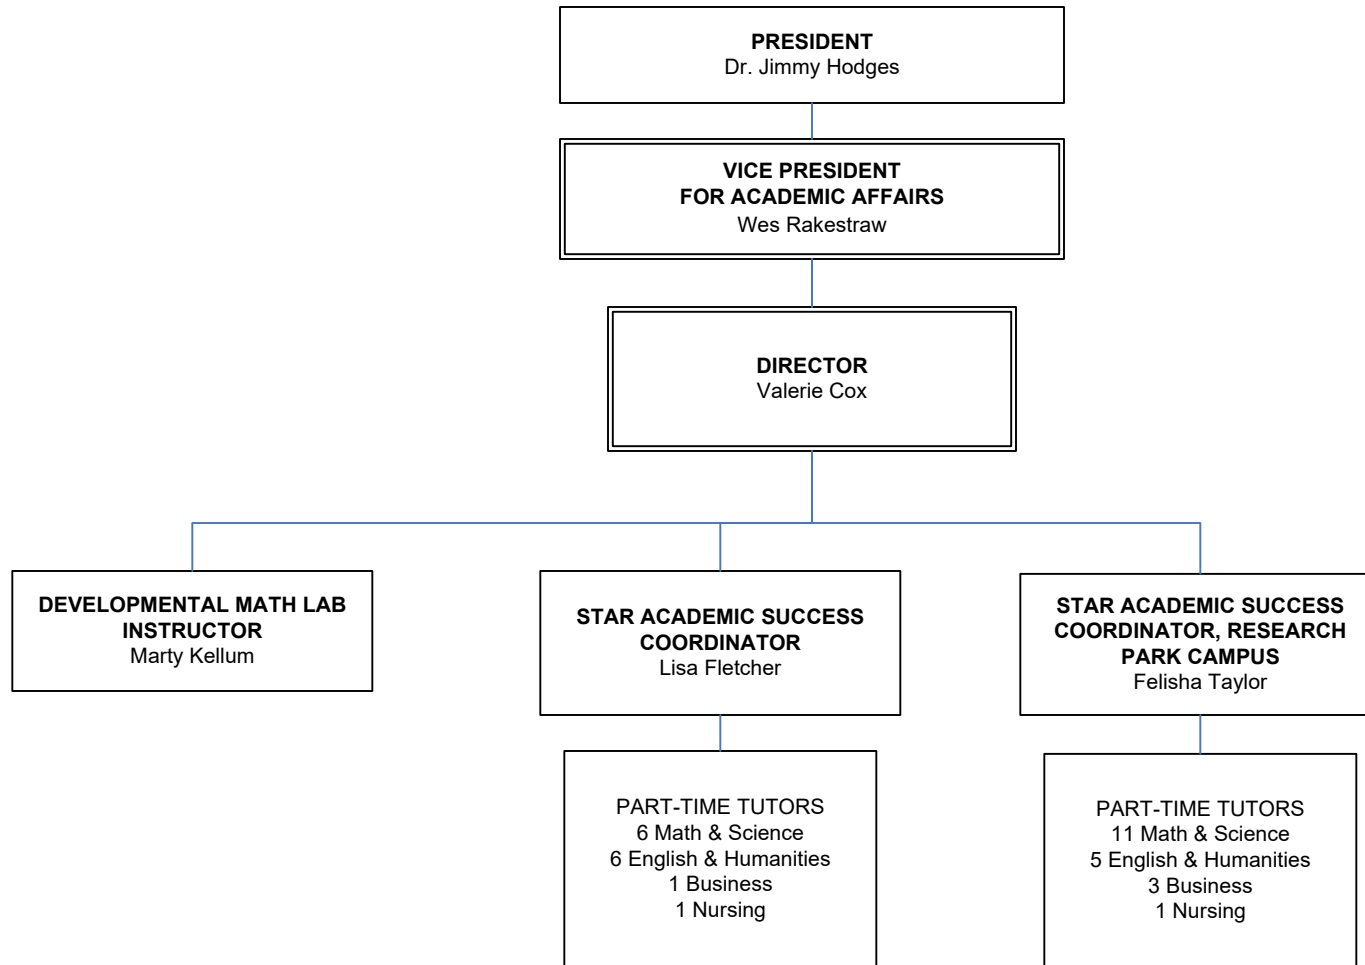 PRESIDENT
Dr. Jimmy Hodges
VICE PRESIDENT
FOR ACADEMIC AFFAIRS
Wes Rakestraw
DIRECTOR
Valerie Cox
DEVELOPMENTAL MATH LAB
INSTRUCTOR
Marty Kellum
STAR ACADEMIC SUCCESS
COORDINATOR
Lisa Fletcher
STAR ACADEMIC SUCCESS
COORDINATOR, RESEARCH
PARK CAMPUS
Felisha Taylor
PART-TIME TUTORS
6 Math & Science
6 English & Humanities
1 Business
1 Nursing
PART-TIME TUTORS
11 Math & Science
5 English & Humanities
3 Business
1 Nursing